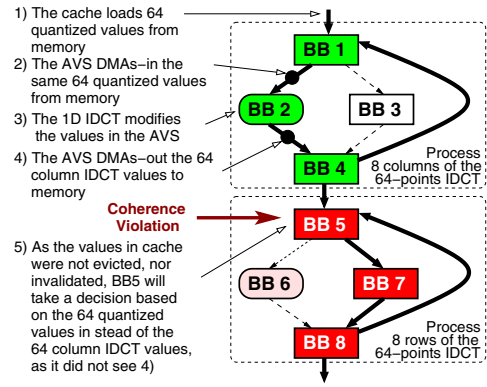 1) The cache loads 64
quantized values from
memory
2) The AVS DMAs-in the
same 64 quantized values
from memory
3) The 1D IDCT modifies
the values in the AVS
4) The AVS DMAs-out the 64
column IDCT values to
memory
Coherence
Violation
5) As the values in cache
were not evicted, nor
invalidated, BB5 will
take a decision based
on the 64 quantized
values in stead of the
64 column IDCT values,
as it did not see 4)
BB 1
BB 2
BB 3
BB 4
Process
8 columns of the
64-points IDCT
BB 5
BB 6
BB 7
BB 8
Process
8 rows of the
64-points IDCT